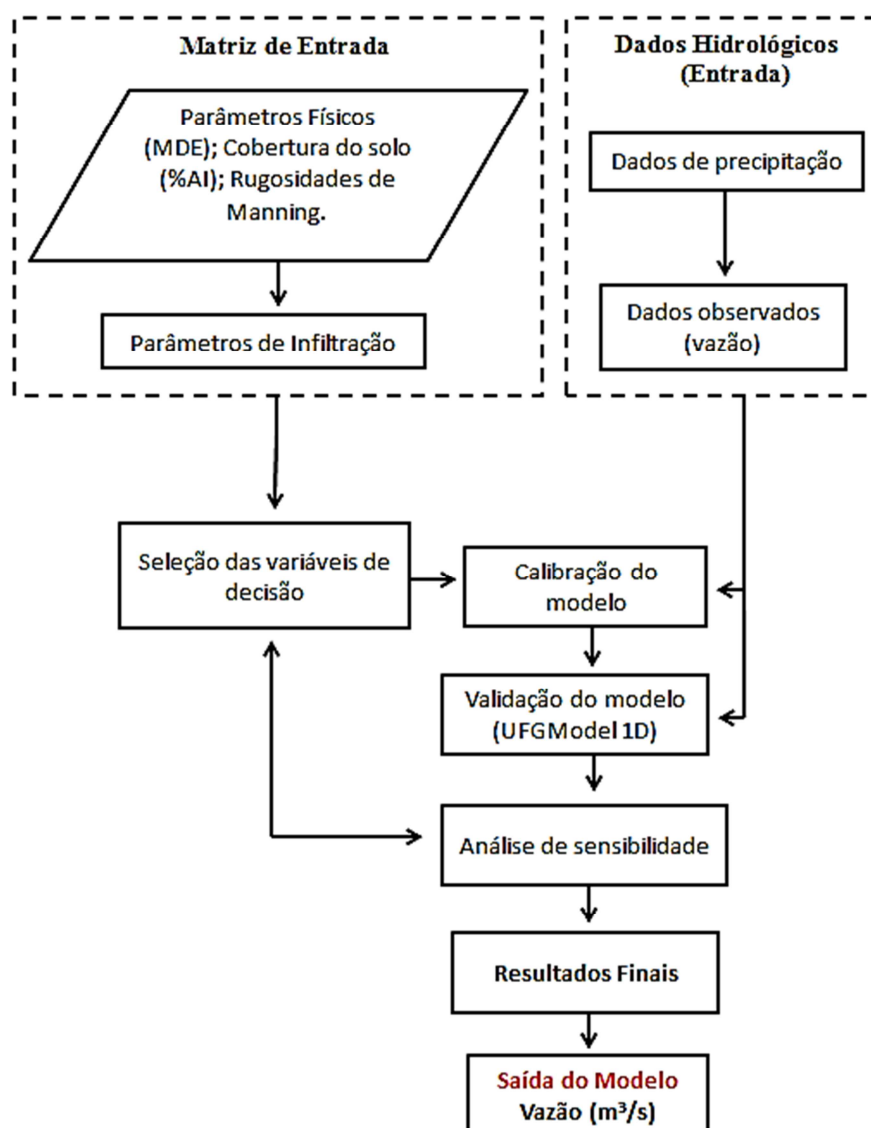 Matriz de Entrada
Parâmetros Físicos
(MDE); Cobertura do solo
(%AI); Rugosidades de
Manning.
Parâmetros de Infiltração
Dados Hidrológicos
(Entrada)
Dados de precipitação
Dados observados
(vazão)
Seleção das variáveis de
decisão
Calibração do
modelo
Validação do modelo
(UFGModel 1D)
Análise de sensibilidade
Resultados Finais
Saída do Modelo
Vazão (m³/s)